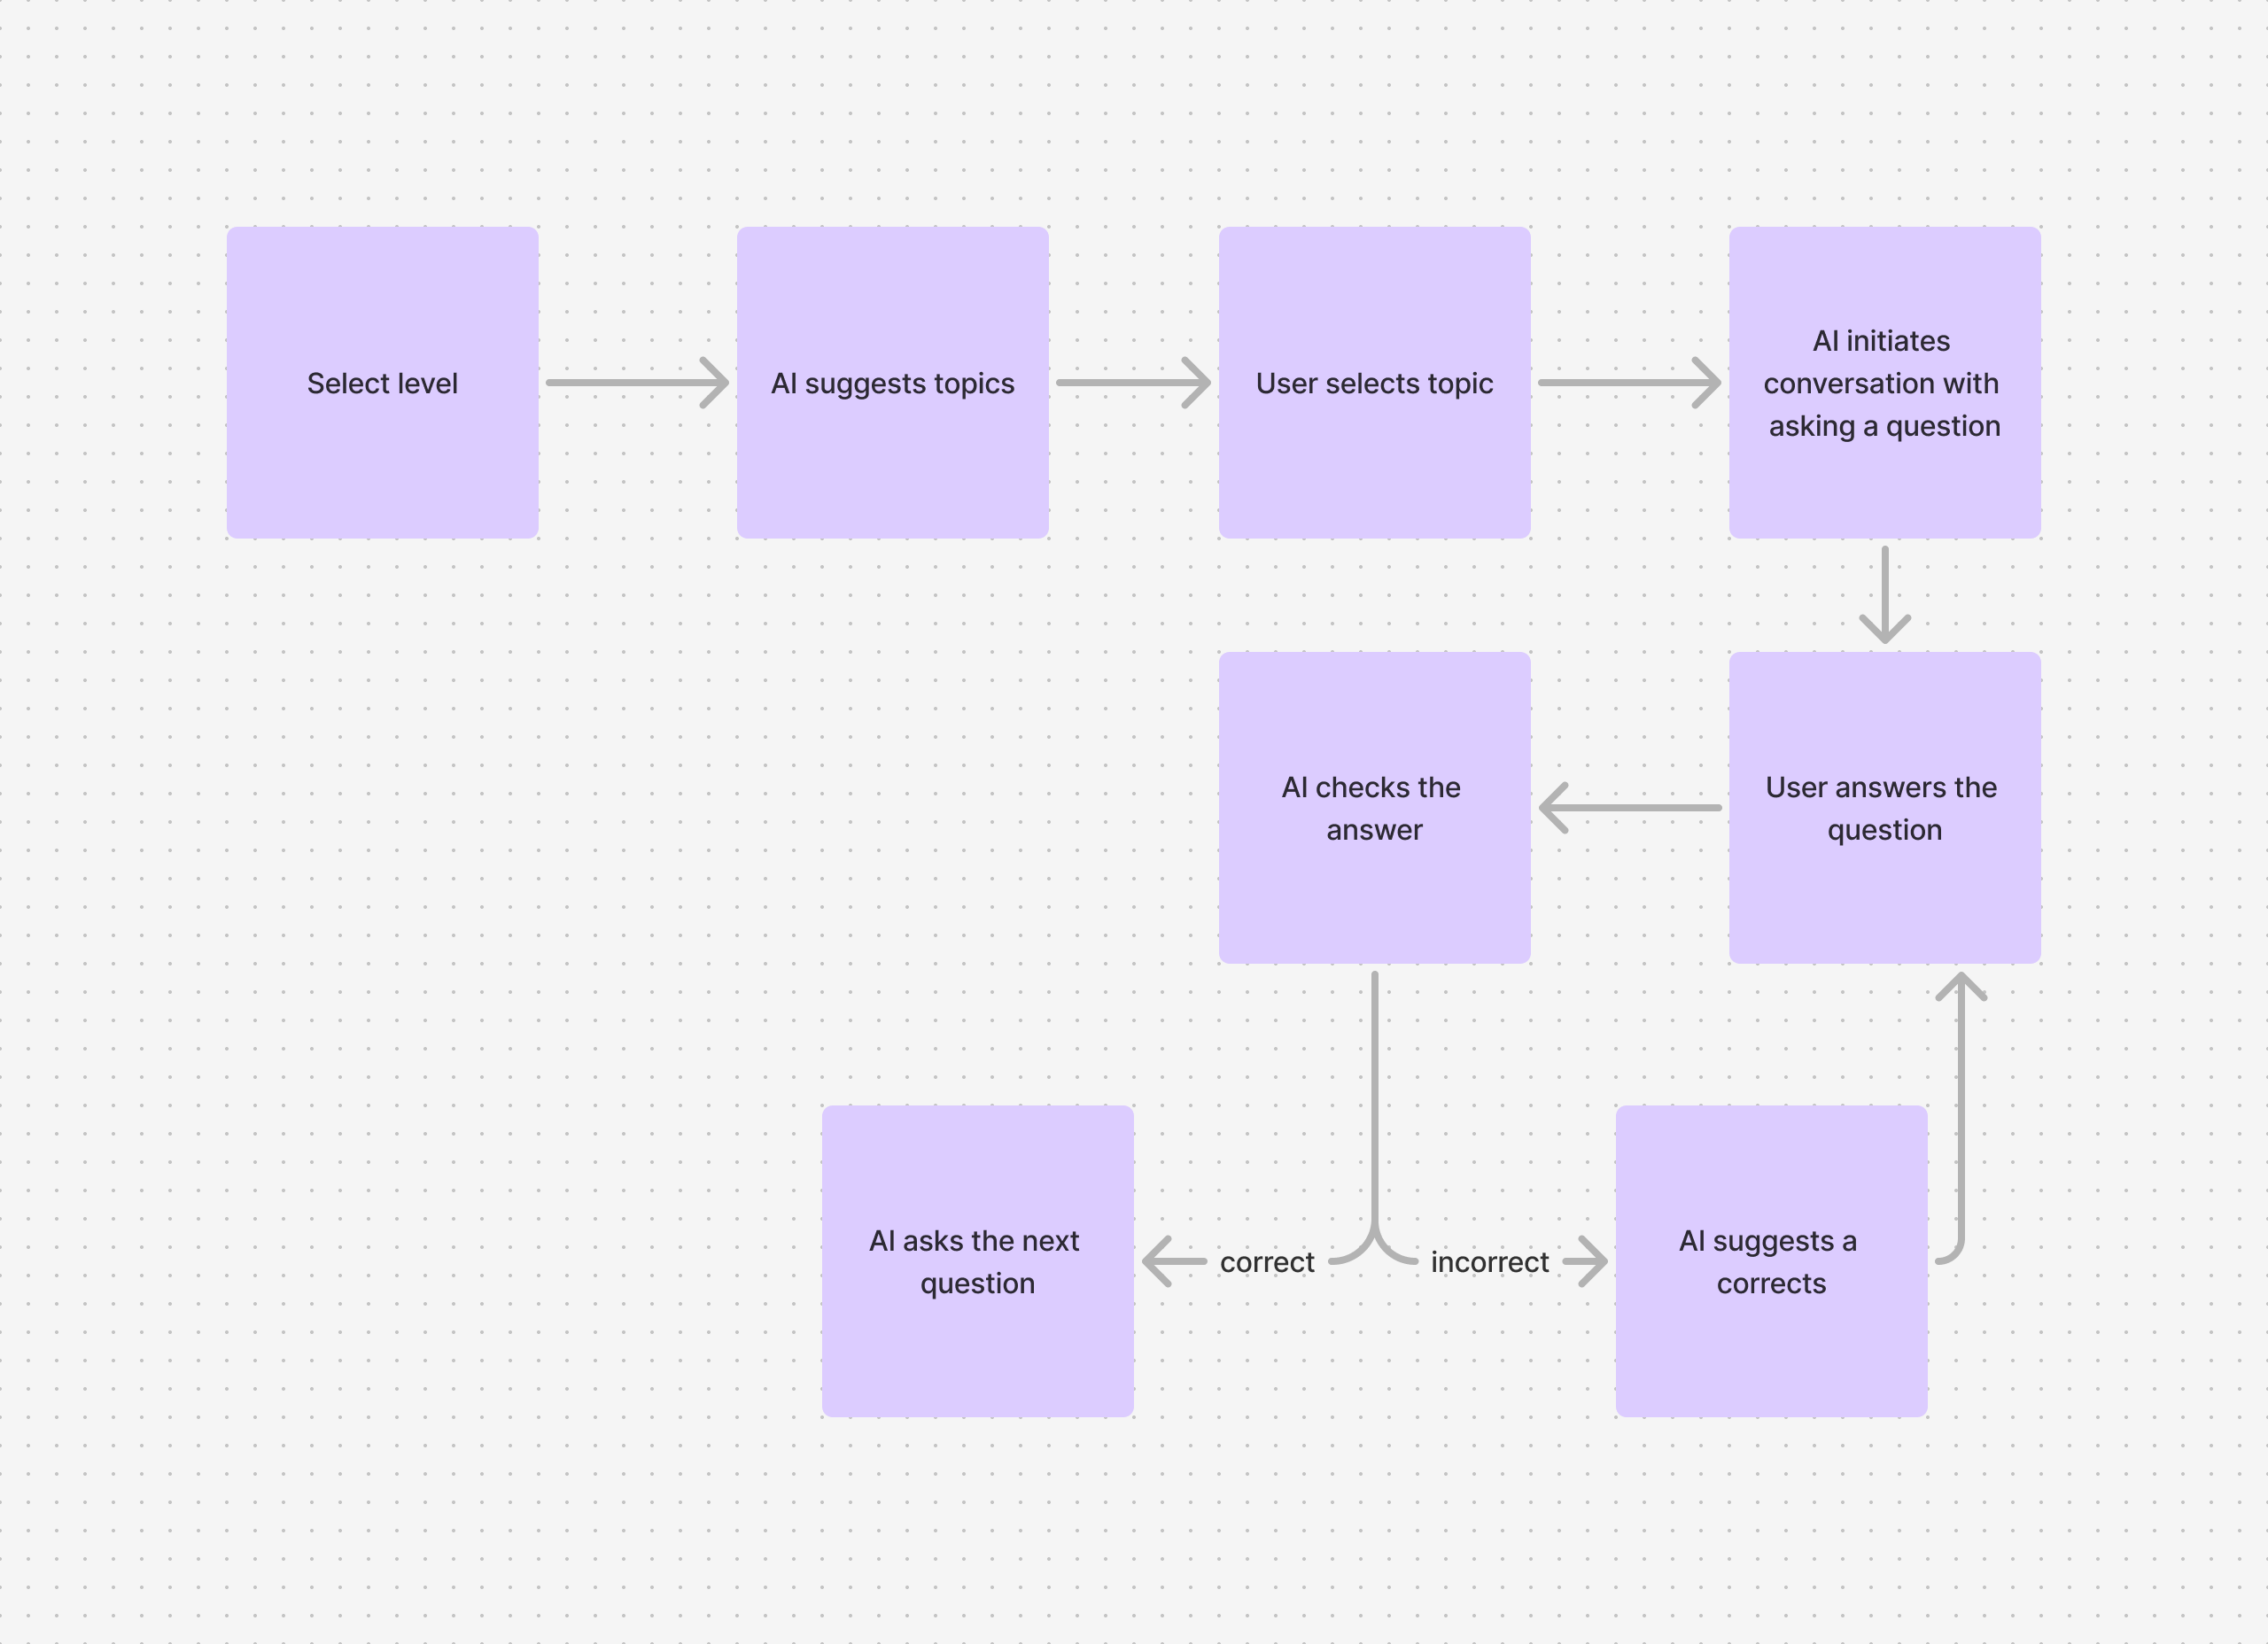 Select level
AI suggests topics
User selects topic
AI initiates
conversation with
asking a question
User answers the
question
AI checks the
answer
correct
incorrect
AI asks the next
question
AI suggests a
corrects